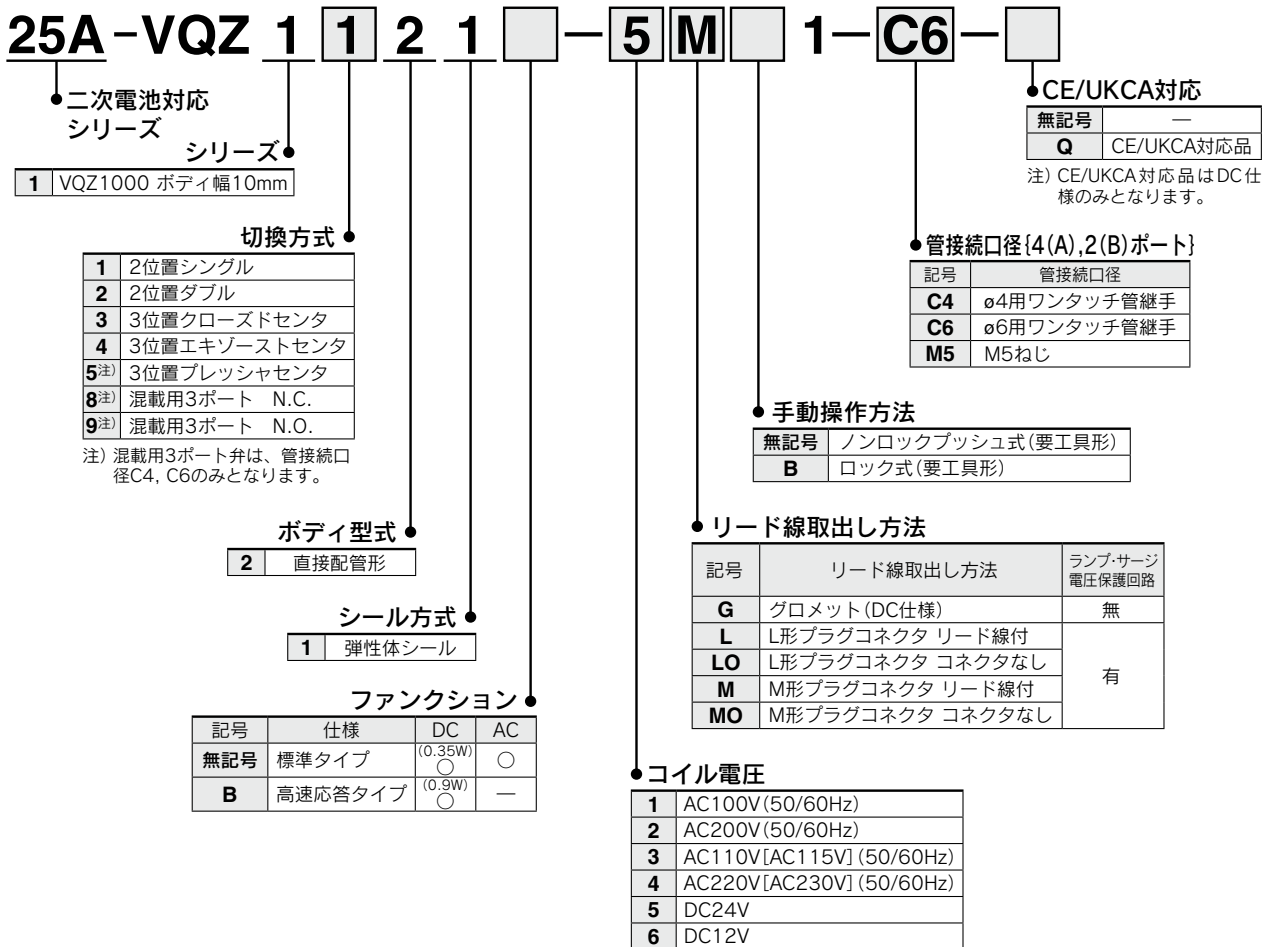 25A-VQZ 1 1 2 1 □-5 M □ 1-C6-□
二次電池対応
シリーズ
シリーズ
1 VQZ1000 ボディ幅10mm
切換方式
1 2位置シングル
2 2位置ダブル
3 3位置クローズドセンタ
4 3位置エキゾーストセンタ
5注) 3位置プレッシャセンタ
8注) 混載用3ポート N.C.
9注) 混載用3ポート N.O.
注) 混載用3ポート弁は、管接続口
径C4, C6のみとなります。
ボディ型式
2 直接配管形
シール方式
1 弾性体シール
ファンクション
記号 仕様 DC AC
無記号 標準タイプ (0.35W) ○ ○
B 高速応答タイプ (0.9W) ○ —
コイル電圧
1 AC100V(50/60Hz)
2 AC200V(50/60Hz)
3 AC110V[AC115V](50/60Hz)
4 AC220V[AC230V](50/60Hz)
5 DC24V
6 DC12V
リード線取出し方法
記号 リード線取出し方法 ランプ・サージ
電圧保護回路
G グロメット(DC仕様) 無
L L形プラグコネクタ リード線付 有
LO L形プラグコネクタ コネクタなし
M M形プラグコネクタ リード線付
MO M形プラグコネクタ コネクタなし
手動操作方法
無記号 ノンロックプッシュ式(要工具形)
B ロック式(要工具形)
管接続口径{4(A),2(B)ポート}
記号 管接続口径
C4 ø4用ワンタッチ管継手
C6 ø6用ワンタッチ管継手
M5 M5ねじ
CE/UKCA対応
無記号 —
Q CE/UKCA対応品
注) CE/UKCA対応品はDC仕
様のみとなります。